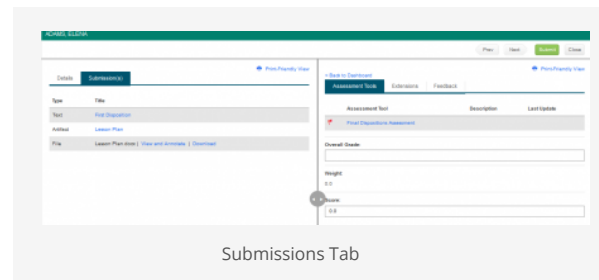 ADAMS, ELENA
Prev Next Submit Close
Print-Friendly View
Details Submission(s)
Type Title
Text First Disposition
Artifact Lesson Plan
File Lesson Plan.docx | View and Annotate | Download
Print-Friendly View
< Back to Dashboard
Assessment Tools Extensions Feedback
Assessment Tool Description Last Update
Final Dispositions Assessment
Overall Grade:
Weight:
0.0
Score:
0.0
Submissions Tab